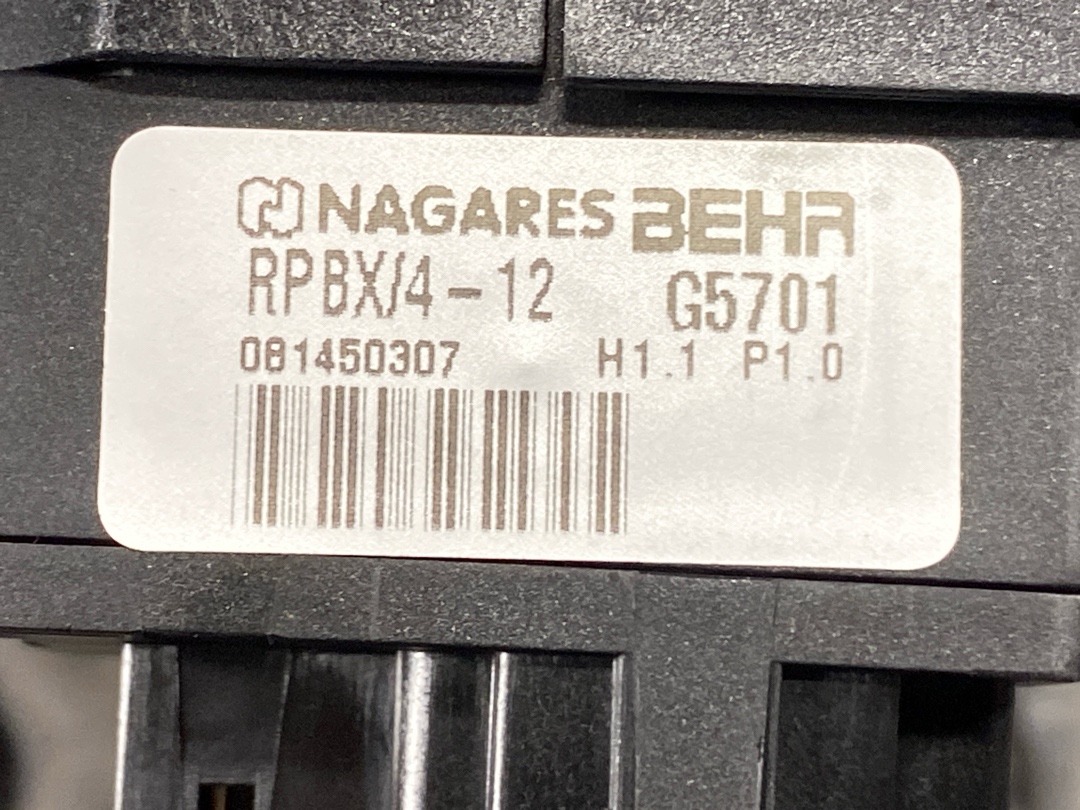 NAGARES BEHR
RPBX/4-12 G5701
081450307 H1.1 P1.0